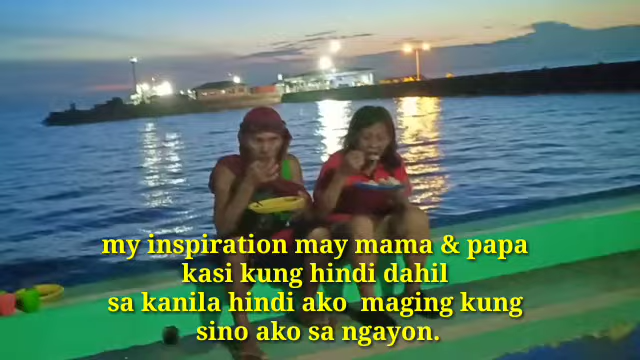 my inspiration may mama & papa
kasi kung hindi dahil
sa kanila hindi ako  maging kung
sino ako sa ngayon.